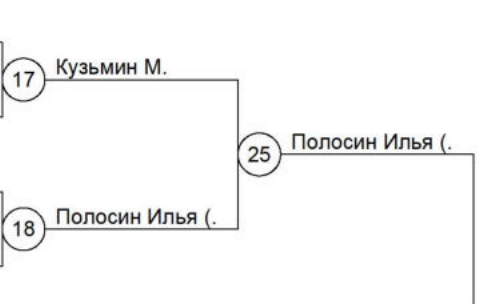 Кузьмин М.
17
Полосин Илья (.
25
Полосин Илья (.
18